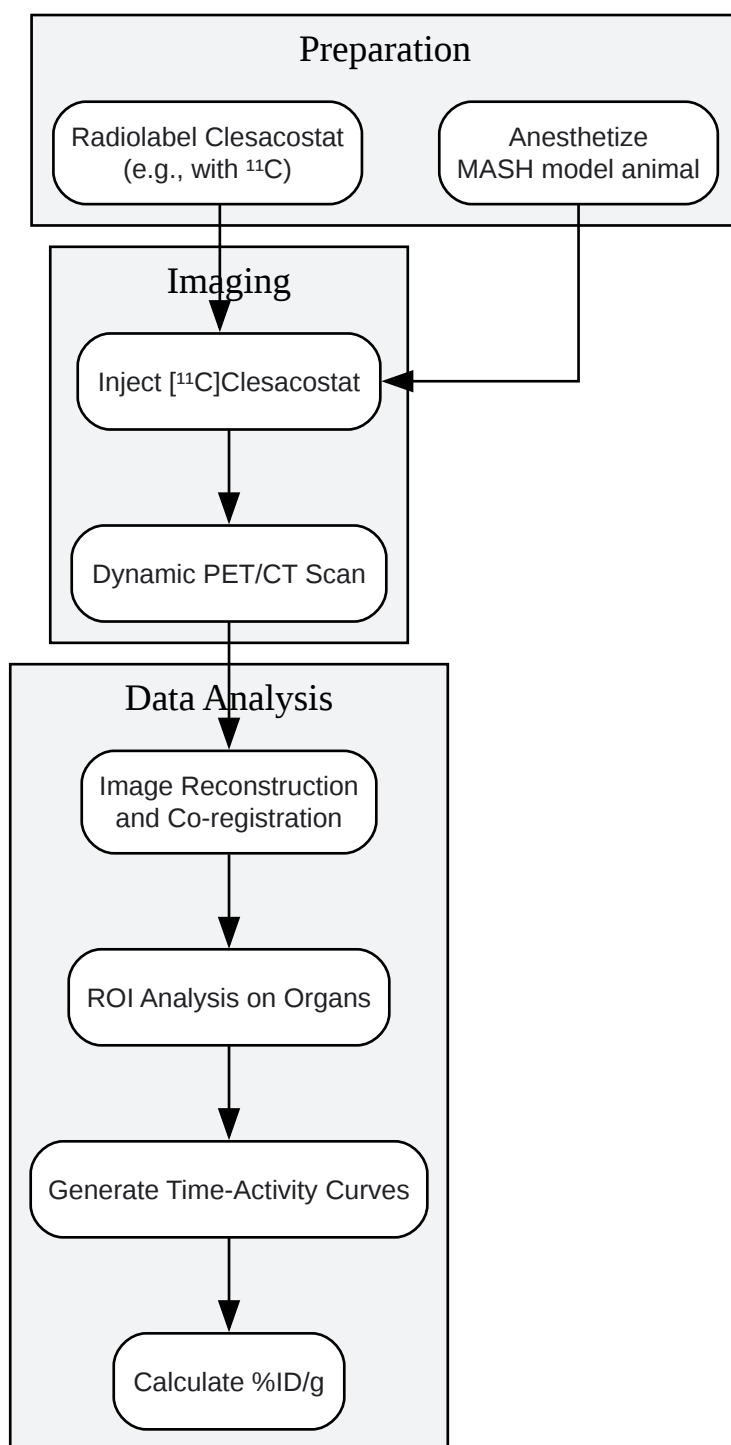 Preparation
Radiolabel Clesacostat
(e.g., with ¹¹C)
Anesthetize
MASH model animal
Imaging
Inject [¹¹C]Clesacostat
Dynamic PET/CT Scan
Data Analysis
Image Reconstruction
and Co-registration
ROI Analysis on Organs
Generate Time-Activity Curves
Calculate %ID/g